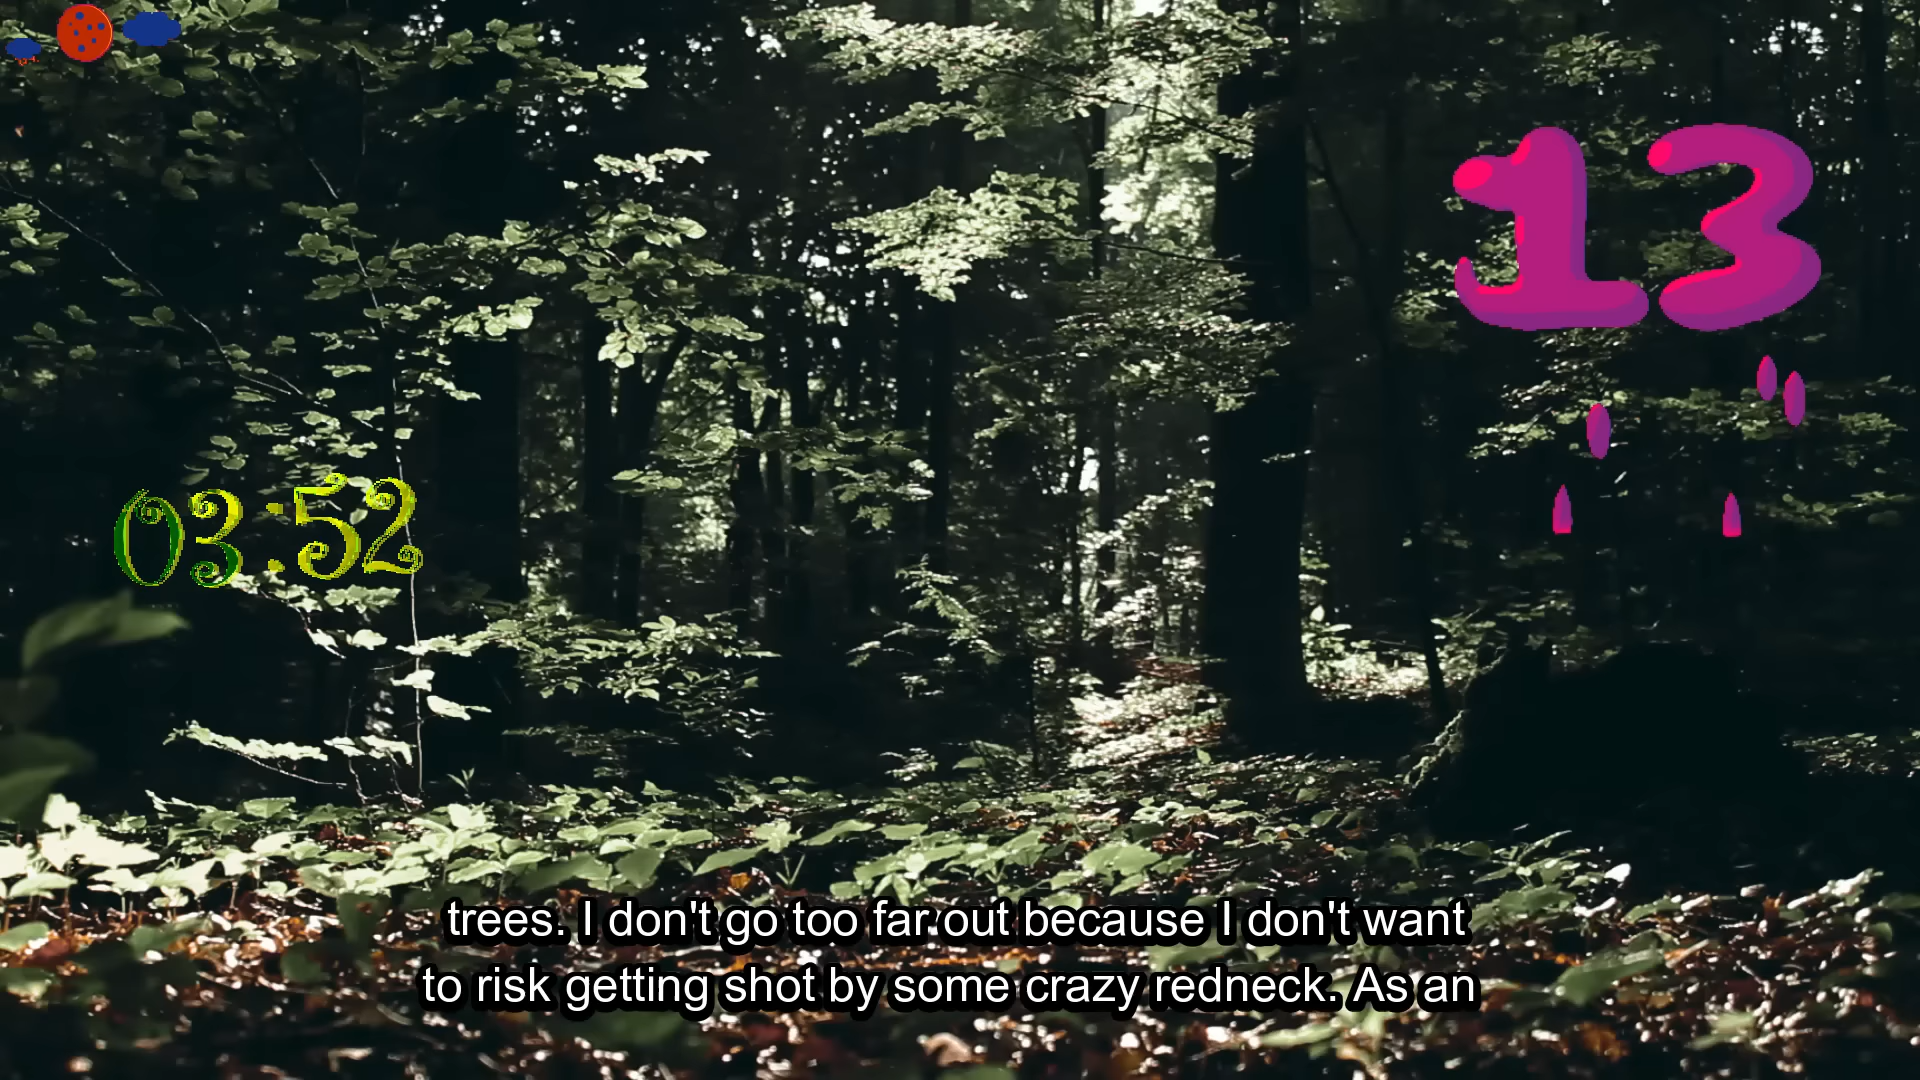 13
03:52
trees. I don't go too far out because I don't want
to risk getting shot by some crazy redneck. As an